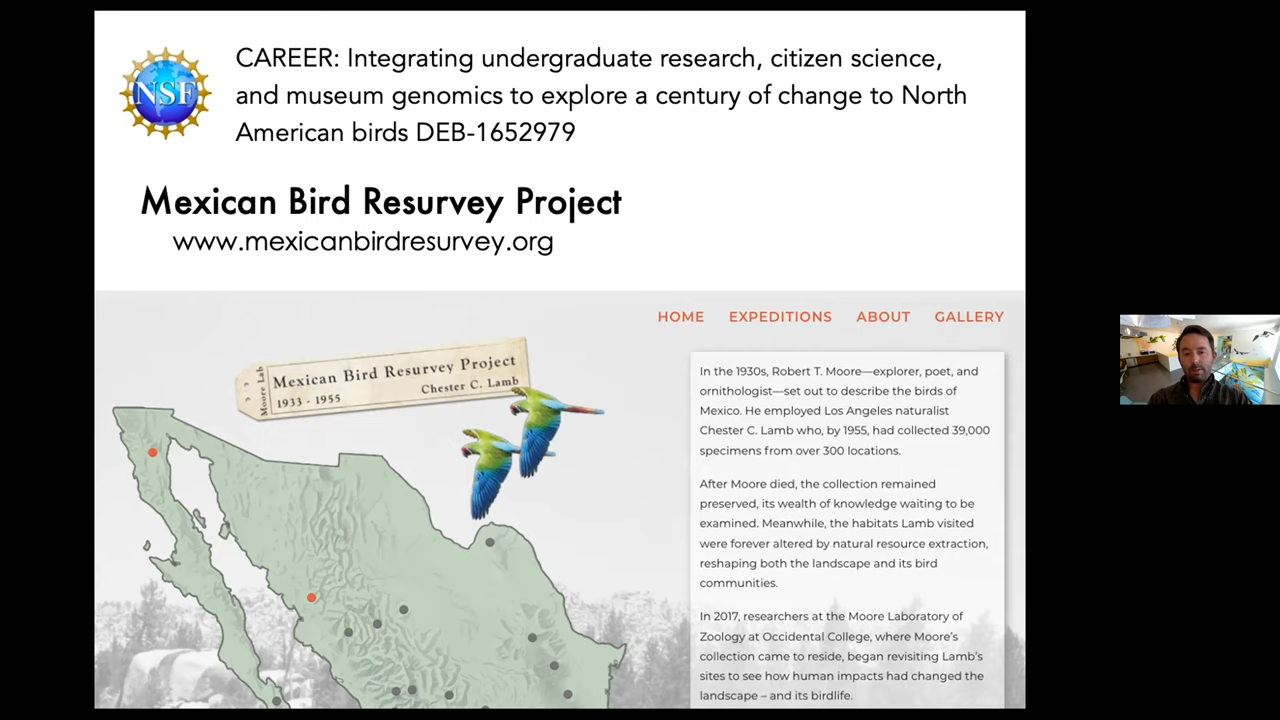 NSF
CAREER: Integrating undergraduate research, citizen science,
and museum genomics to explore a century of change to North
American birds DEB-1652979
Mexican Bird Resurvey Project
www.mexicanbirdresurvey.org
HOME EXPEDITIONS ABOUT GALLERY
Moore Lab
Mexican Bird Resurvey Project
Chester C. Lamb
1933 - 1955
In the 1930s, Robert T. Moore—explorer, poet, and
ornithologist—set out to describe the birds of
Mexico. He employed Los Angeles naturalist
Chester C. Lamb who, by 1955, had collected 39,000
specimens from over 300 locations.
After Moore died, the collection remained
preserved, its wealth of knowledge waiting to be
examined. Meanwhile, the habitats Lamb visited
were forever altered by natural resource extraction,
reshaping both the landscape and its bird
communities.
In 2017, researchers at the Moore Laboratory of
Zoology at Occidental College, where Moore's
collection came to reside, began revisiting Lamb's
sites to see how human impacts had changed the
landscape – and its birdlife.